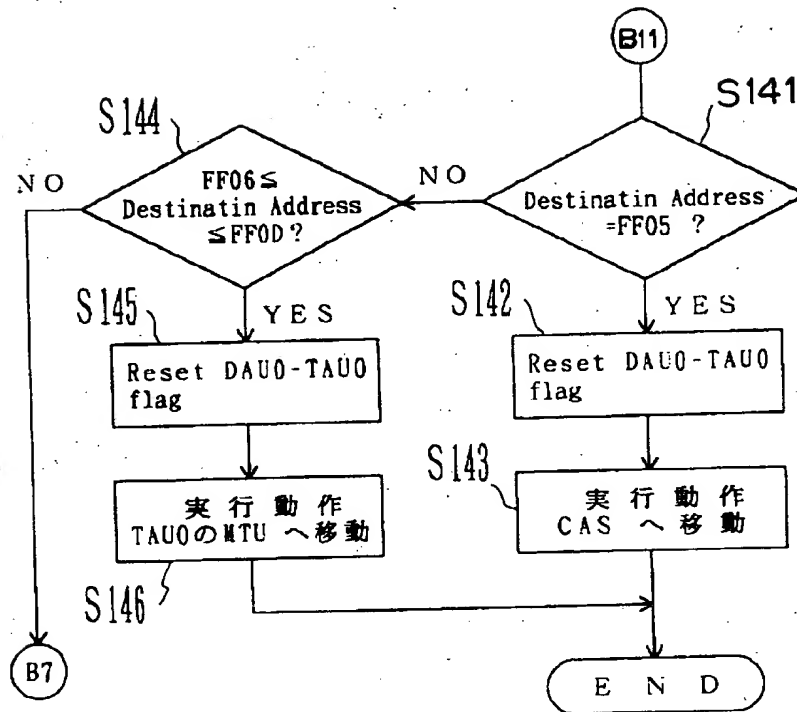 B11
S141
Destinatin Address
=FF05 ?
NO
YES
S142
Reset DAU0-TAU0
flag
S143
実行動作
CAS へ移動
S144
FF06≦
Destinatin Address
≦FF0D?
NO
YES
S145
Reset DAU0-TAU0
flag
実行動作
TAU0のMTU へ移動
S146
B7
END